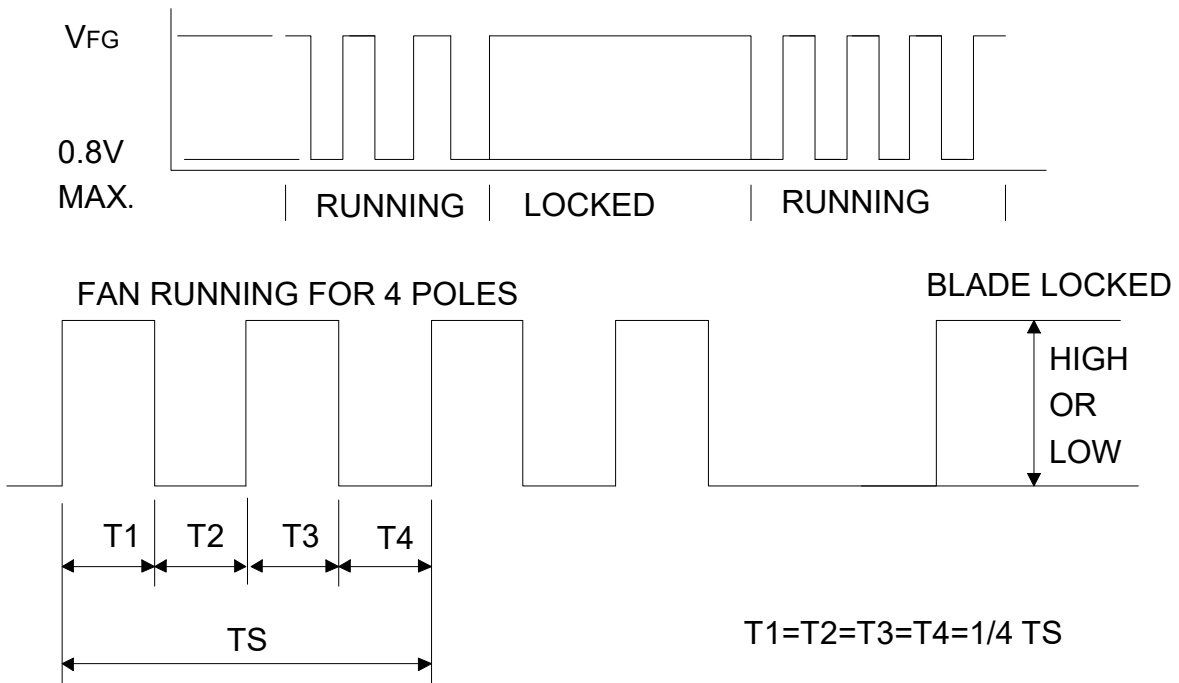 VFG
0.8V
MAX.
RUNNING
LOCKED
RUNNING
FAN RUNNING FOR 4 POLES
BLADE LOCKED
HIGH
OR
LOW
T1
T2
T3
T4
TS
T1=T2=T3=T4=1/4 TS